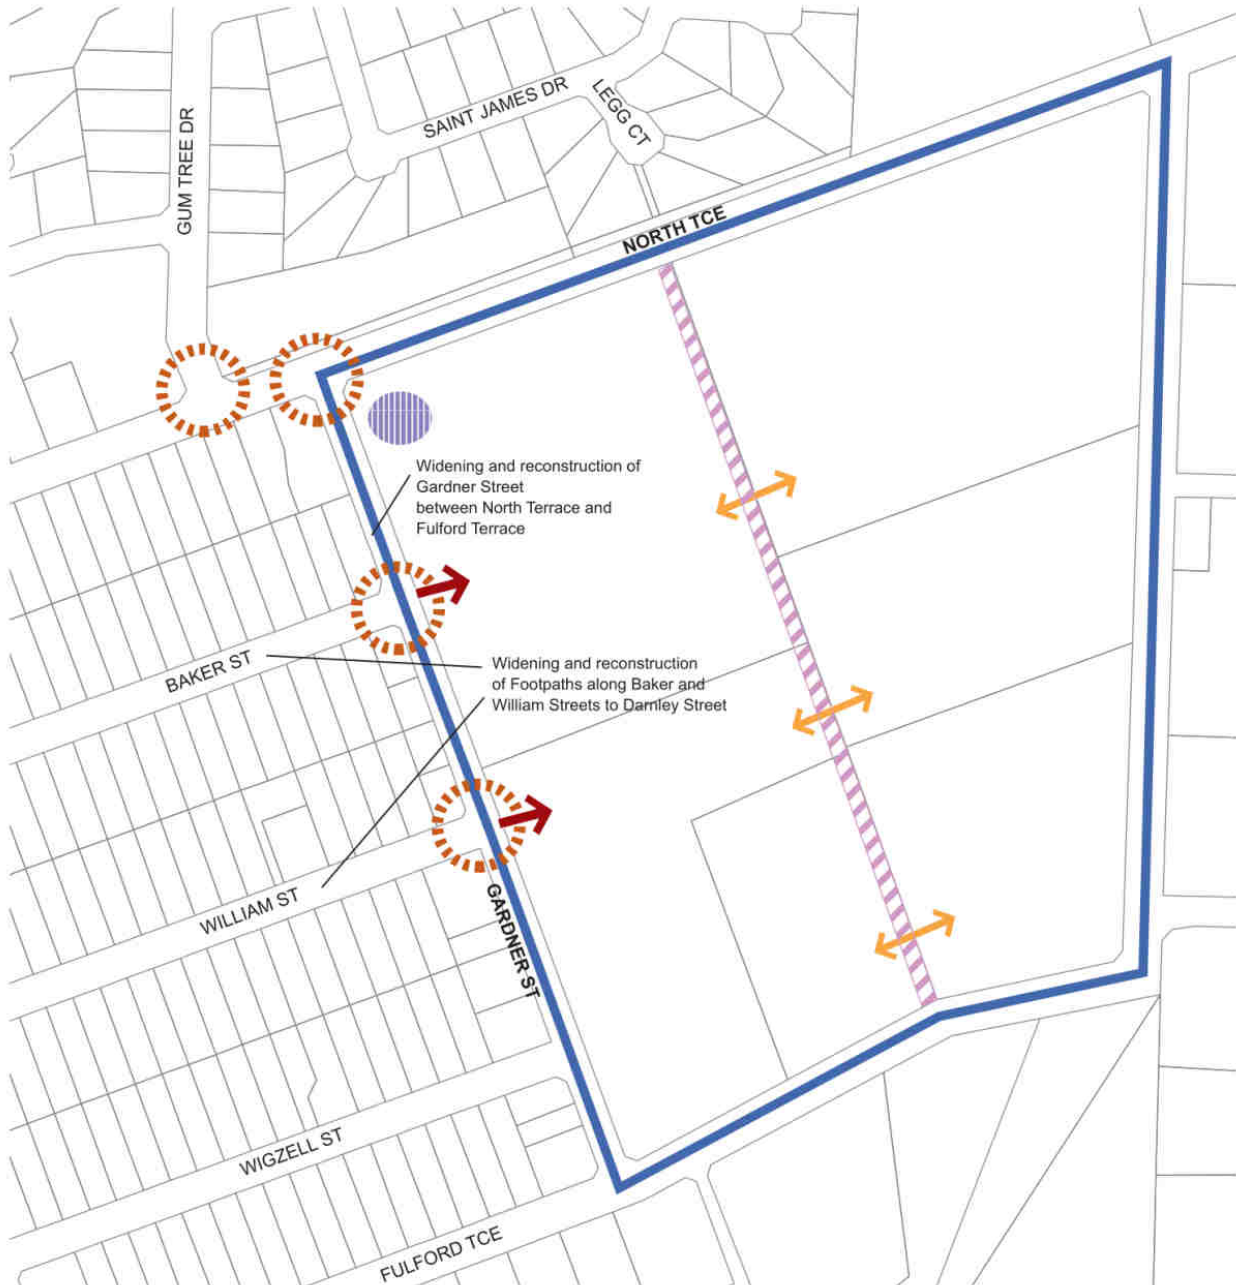 GUM TREE DR
SAINT JAMES DR
LEGG CT
NORTH TCE
Widening and reconstruction of
Gardner Street
between North Terrace and
Fulford Terrace
BAKER ST
Widening and reconstruction
of Footpaths along Baker and
William Streets to Darnley Street
WILLIAM ST
GARDNER ST
WIGZELL ST
FULFORD TCE